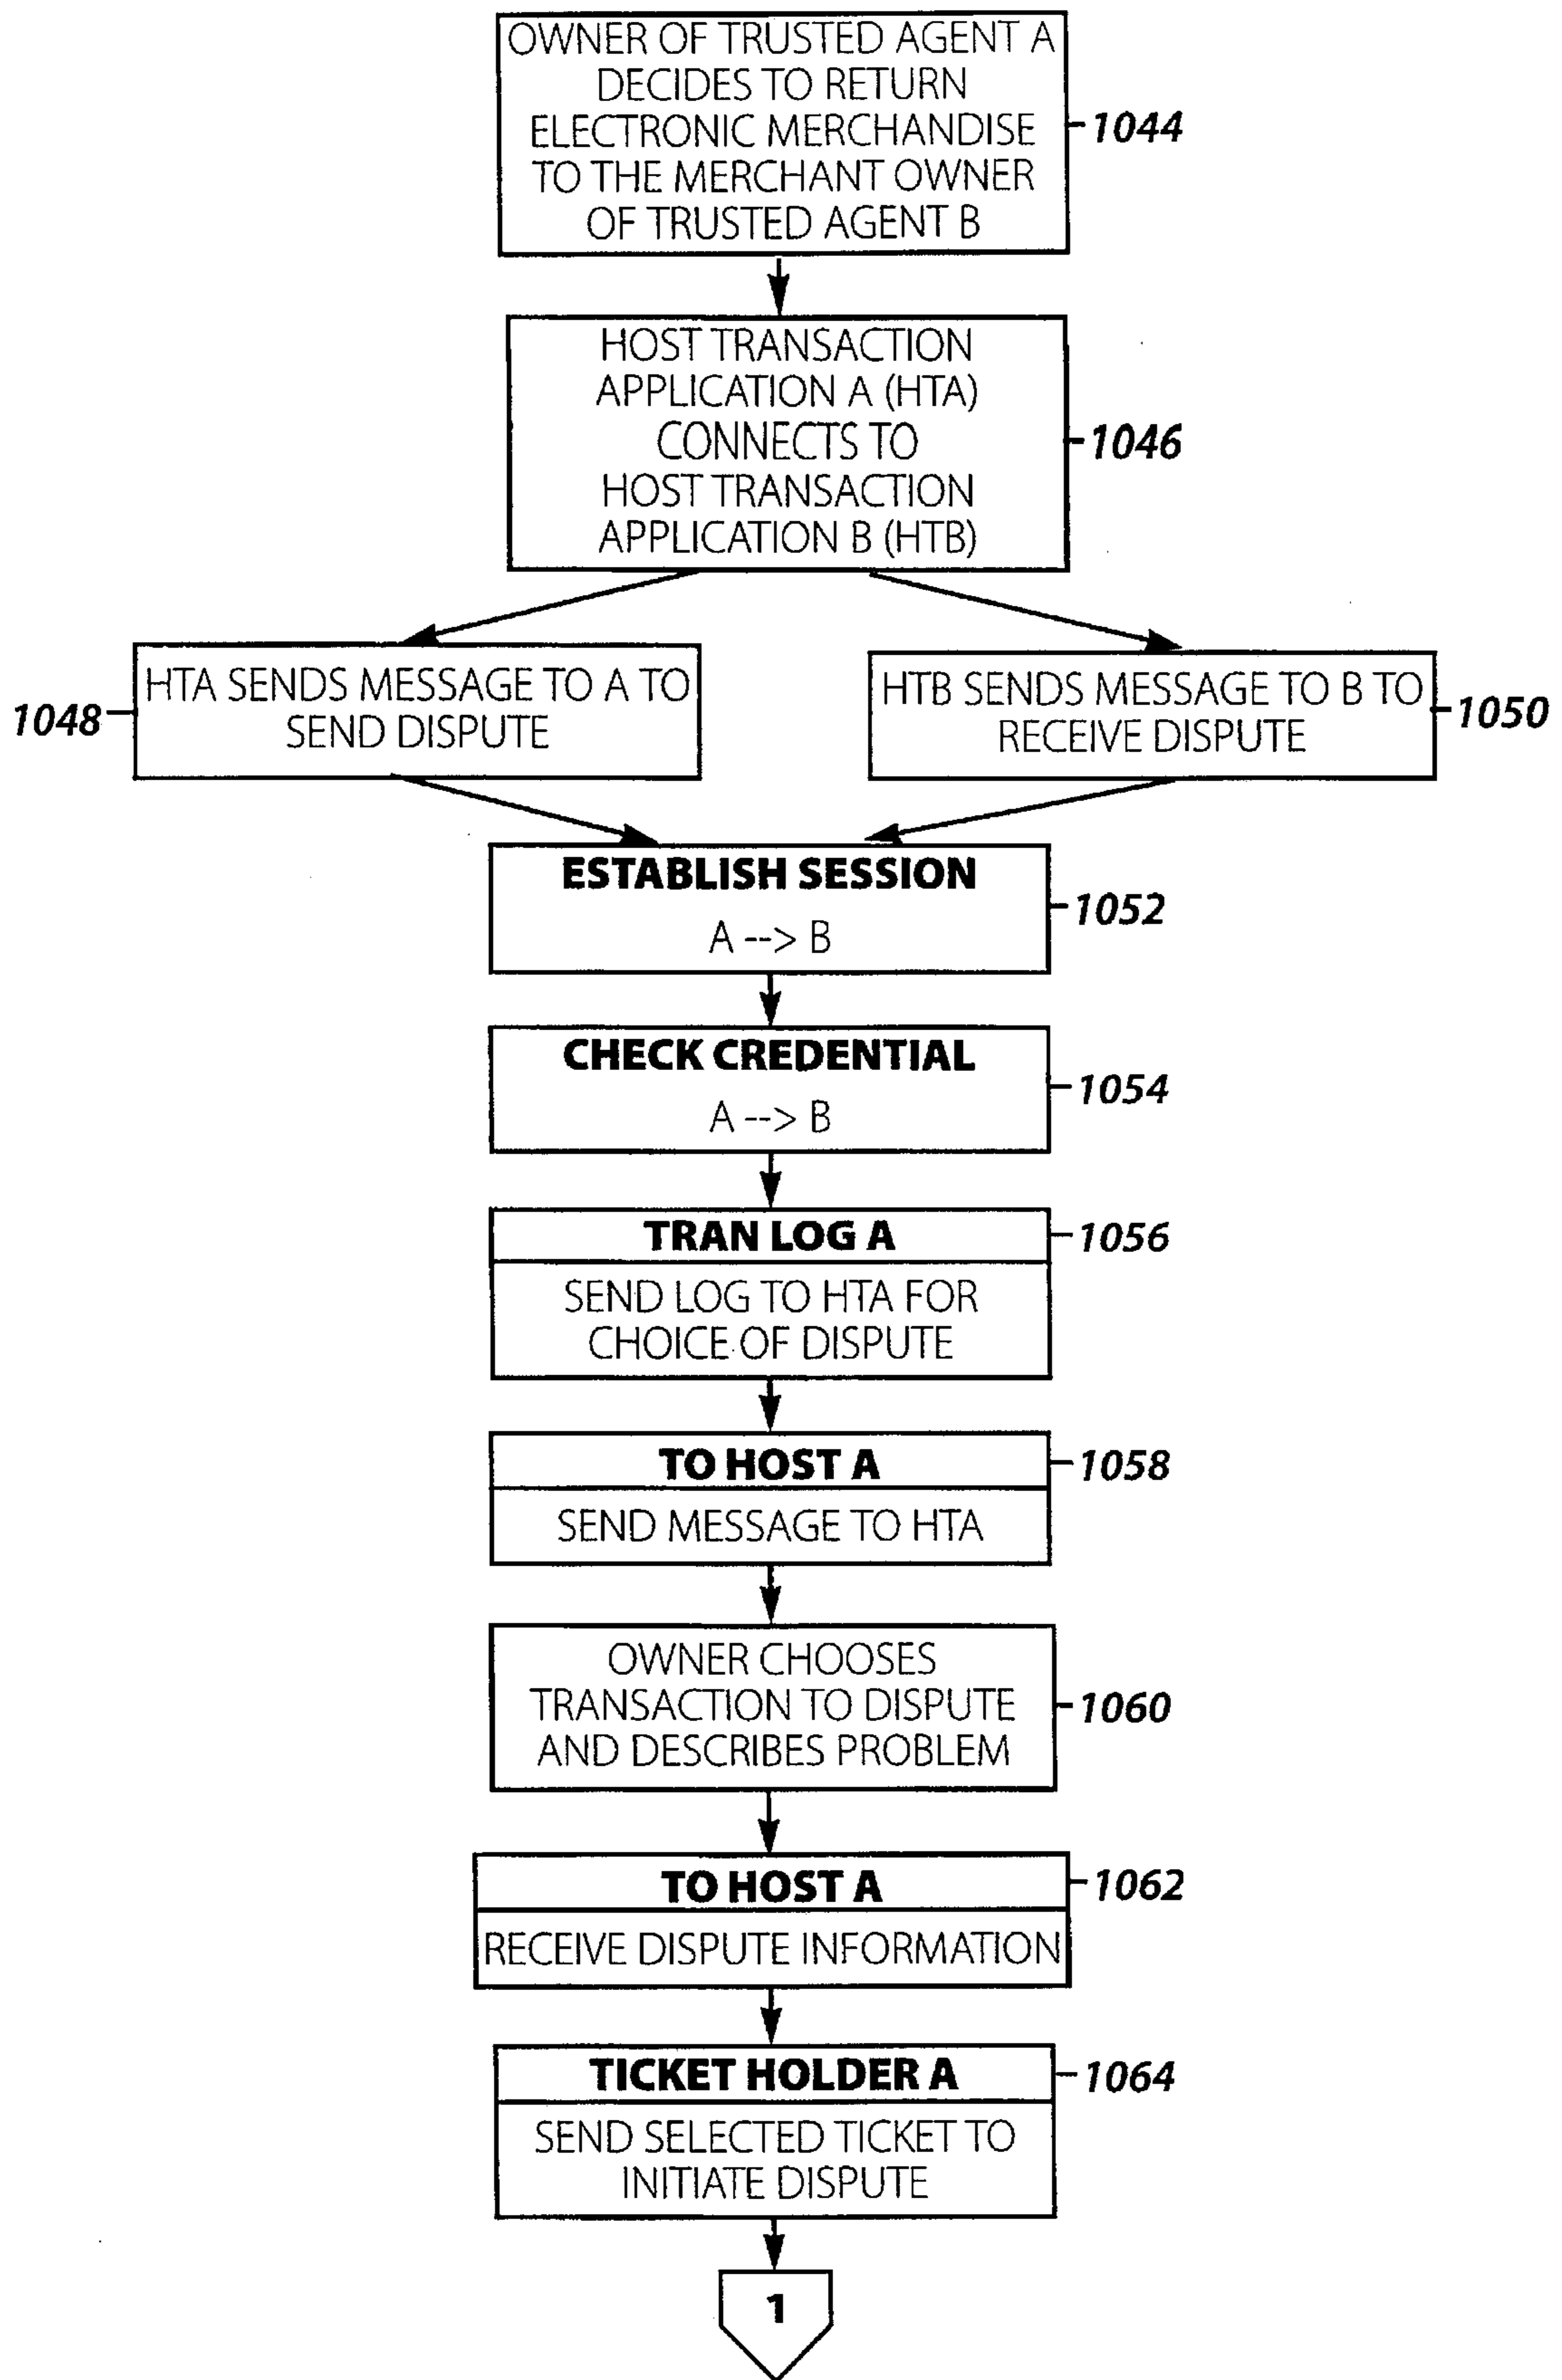 OWNER OF TRUSTED AGENT A
DECIDES TO RETURN
ELECTRONIC MERCHANDISE
TO THE MERCHANT OWNER
OF TRUSTED AGENT B
1044
HOST TRANSACTION
APPLICATION A (HTA)
CONNECTS TO
HOST TRANSACTION
APPLICATION B (HTB)
1046
HTA SENDS MESSAGE TO A TO
SEND DISPUTE
1048
HTB SENDS MESSAGE TO B TO
RECEIVE DISPUTE
1050
ESTABLISH SESSION
A --> B
1052
CHECK CREDENTIAL
A --> B
1054
TRAN LOG A
1056
SEND LOG TO HTA FOR
CHOICE OF DISPUTE
TO HOST A
1058
SEND MESSAGE TO HTA
OWNER CHOOSES
TRANSACTION TO DISPUTE
AND DESCRIBES PROBLEM
1060
TO HOST A
1062
RECEIVE DISPUTE INFORMATION
TICKET HOLDER A
1064
SEND SELECTED TICKET TO
INITIATE DISPUTE
1